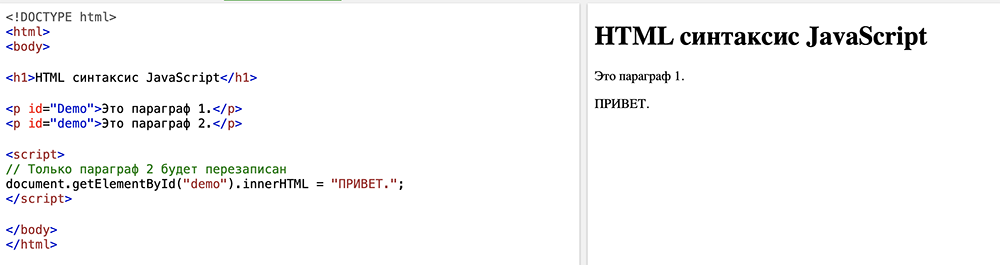 <!DOCTYPE html>
<html>
<body>
<h1>HTML синтаксис JavaScript</h1>
<p id="Demo">Это параграф 1.</p>
<p id="demo">Это параграф 2.</p>
<script>
// Только параграф 2 будет перезаписан
document.getElementById("demo").innerHTML = "ПРИВЕТ.";
</script>
</body>
</html>
HTML синтаксис JavaScript
Это параграф 1.
ПРИВЕТ.